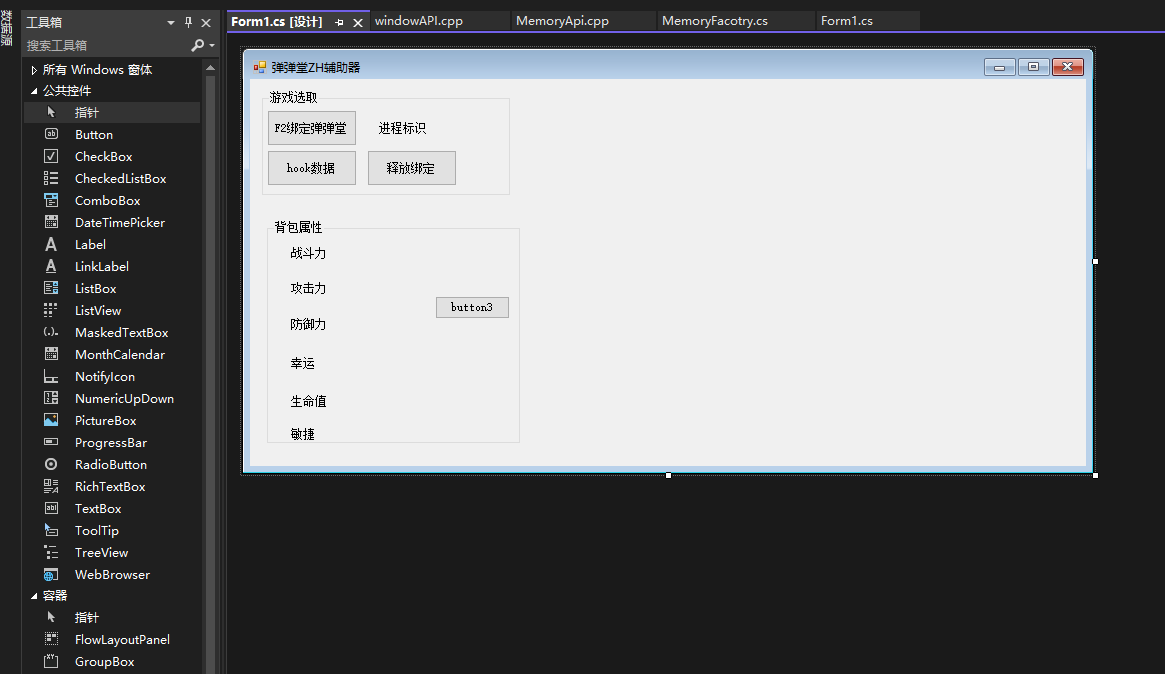 数据源
工具箱
搜索工具箱
所有 Windows 窗体
公共控件
指针
Button
CheckBox
CheckedListBox
ComboBox
DateTimePicker
Label
LinkLabel
ListBox
ListView
MaskedTextBox
MonthCalendar
NotifyIcon
NumericUpDown
PictureBox
ProgressBar
RadioButton
RichTextBox
TextBox
ToolTip
TreeView
WebBrowser
容器
指针
FlowLayoutPanel
GroupBox
Form1.cs [设计] windowAPI.cpp MemoryApi.cpp MemoryFacotry.cs Form1.cs
弹弹堂ZH辅助器
游戏选取
F2绑定弹弹堂 进程标识
hook数据 释放绑定
背包属性
战斗力
攻击力
button3
防御力
幸运
生命值
敏捷